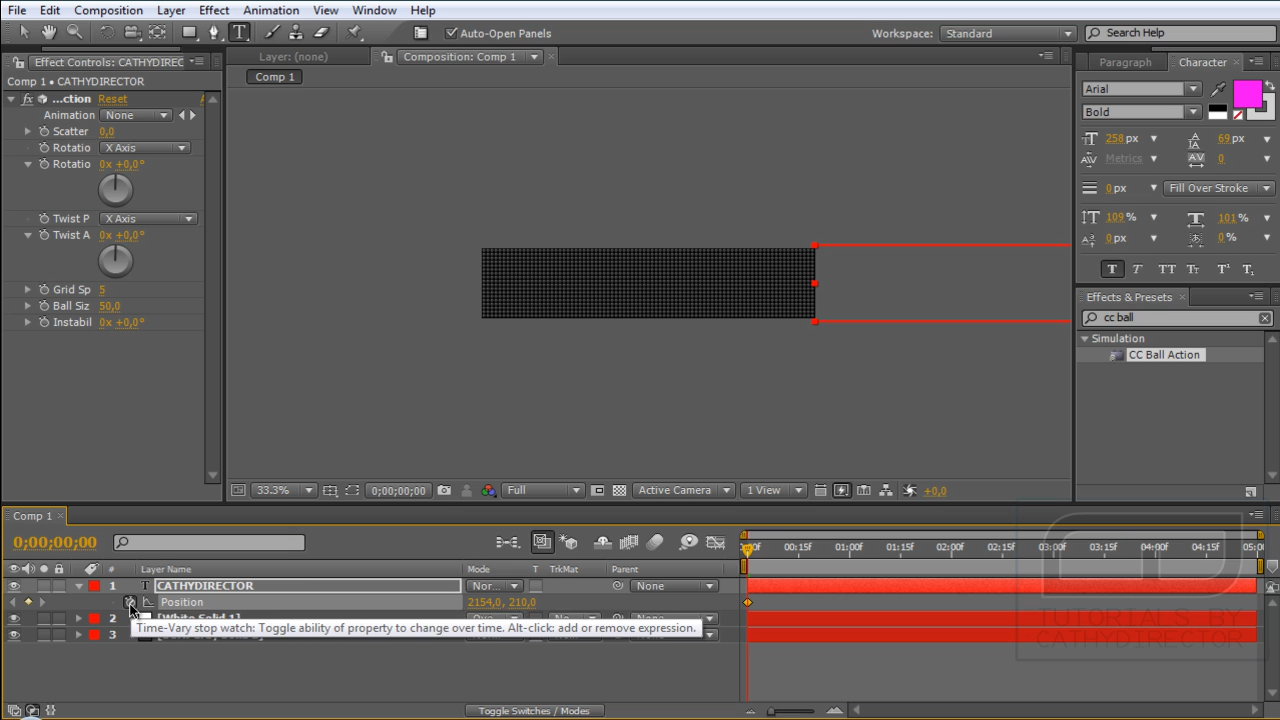 File Edit Composition Layer Effect Animation View Window Help
Auto-Open Panels
Workspace: Standard
Search Help
Effect Controls: CATHYDIREC
Layer: (none)
Composition: Comp 1
Paragraph
Character
Comp 1 • CATHYDIRECTOR
Comp 1
...ction Reset
Arial
Animation None
Bold
Scatter 0,0
258 px
69 px
Rotatio X Axis
Metrics
0
Rotatio 0x +0,0°
0 px
Fill Over Stroke
109 %
101 %
Twist P X Axis
0 px
0 %
Twist A 0x +0,0°
Grid Sp 5
Effects & Presets
Ball Siz 50,0
cc ball
Instabil 0x +0,0°
Simulation
CC Ball Action
33.3%
0;00;00;00
Full
Active Camera
1 View
+0,0
Comp 1
0;00;00;00
00:15f 01:00f 01:15f 02:00f 02:15f 03:00f 03:15f 04:00f 04:15f 05:0
# Layer Name Mode T TrkMat Parent
1 T CATHYDIRECTOR Nor... None
Position 2154,0, 210,0
2
Time-Vary stop watch: Toggle ability of property to change over time. Alt-click: add or remove expression.
3
TUTORIALS BY
CATHYDIRECTOR
Toggle Switches / Modes